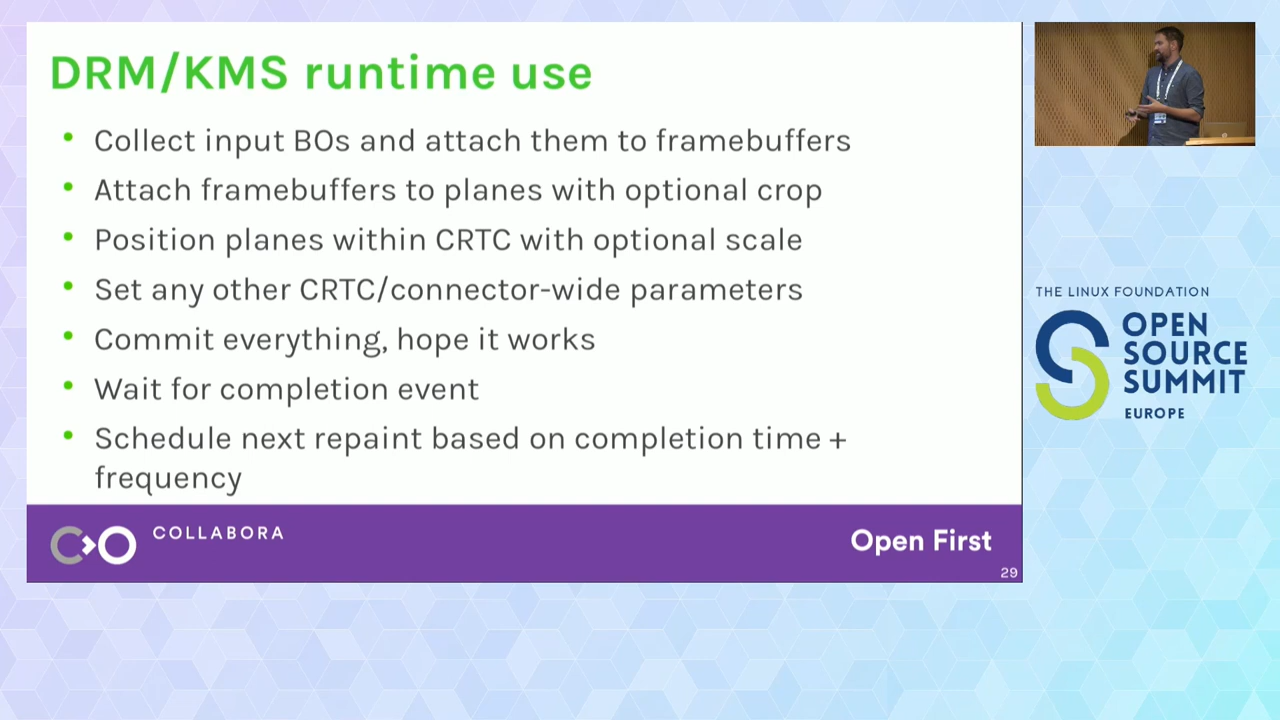 DRM/KMS runtime use
• Collect input BOs and attach them to framebuffers
• Attach framebuffers to planes with optional crop
• Position planes within CRTC with optional scale
• Set any other CRTC/connector-wide parameters
• Commit everything, hope it works
• Wait for completion event
• Schedule next repaint based on completion time +
frequency
COLLABORA
Open First
29
THE LINUX FOUNDATION
OPEN
SOURCE
SUMMIT
EUROPE